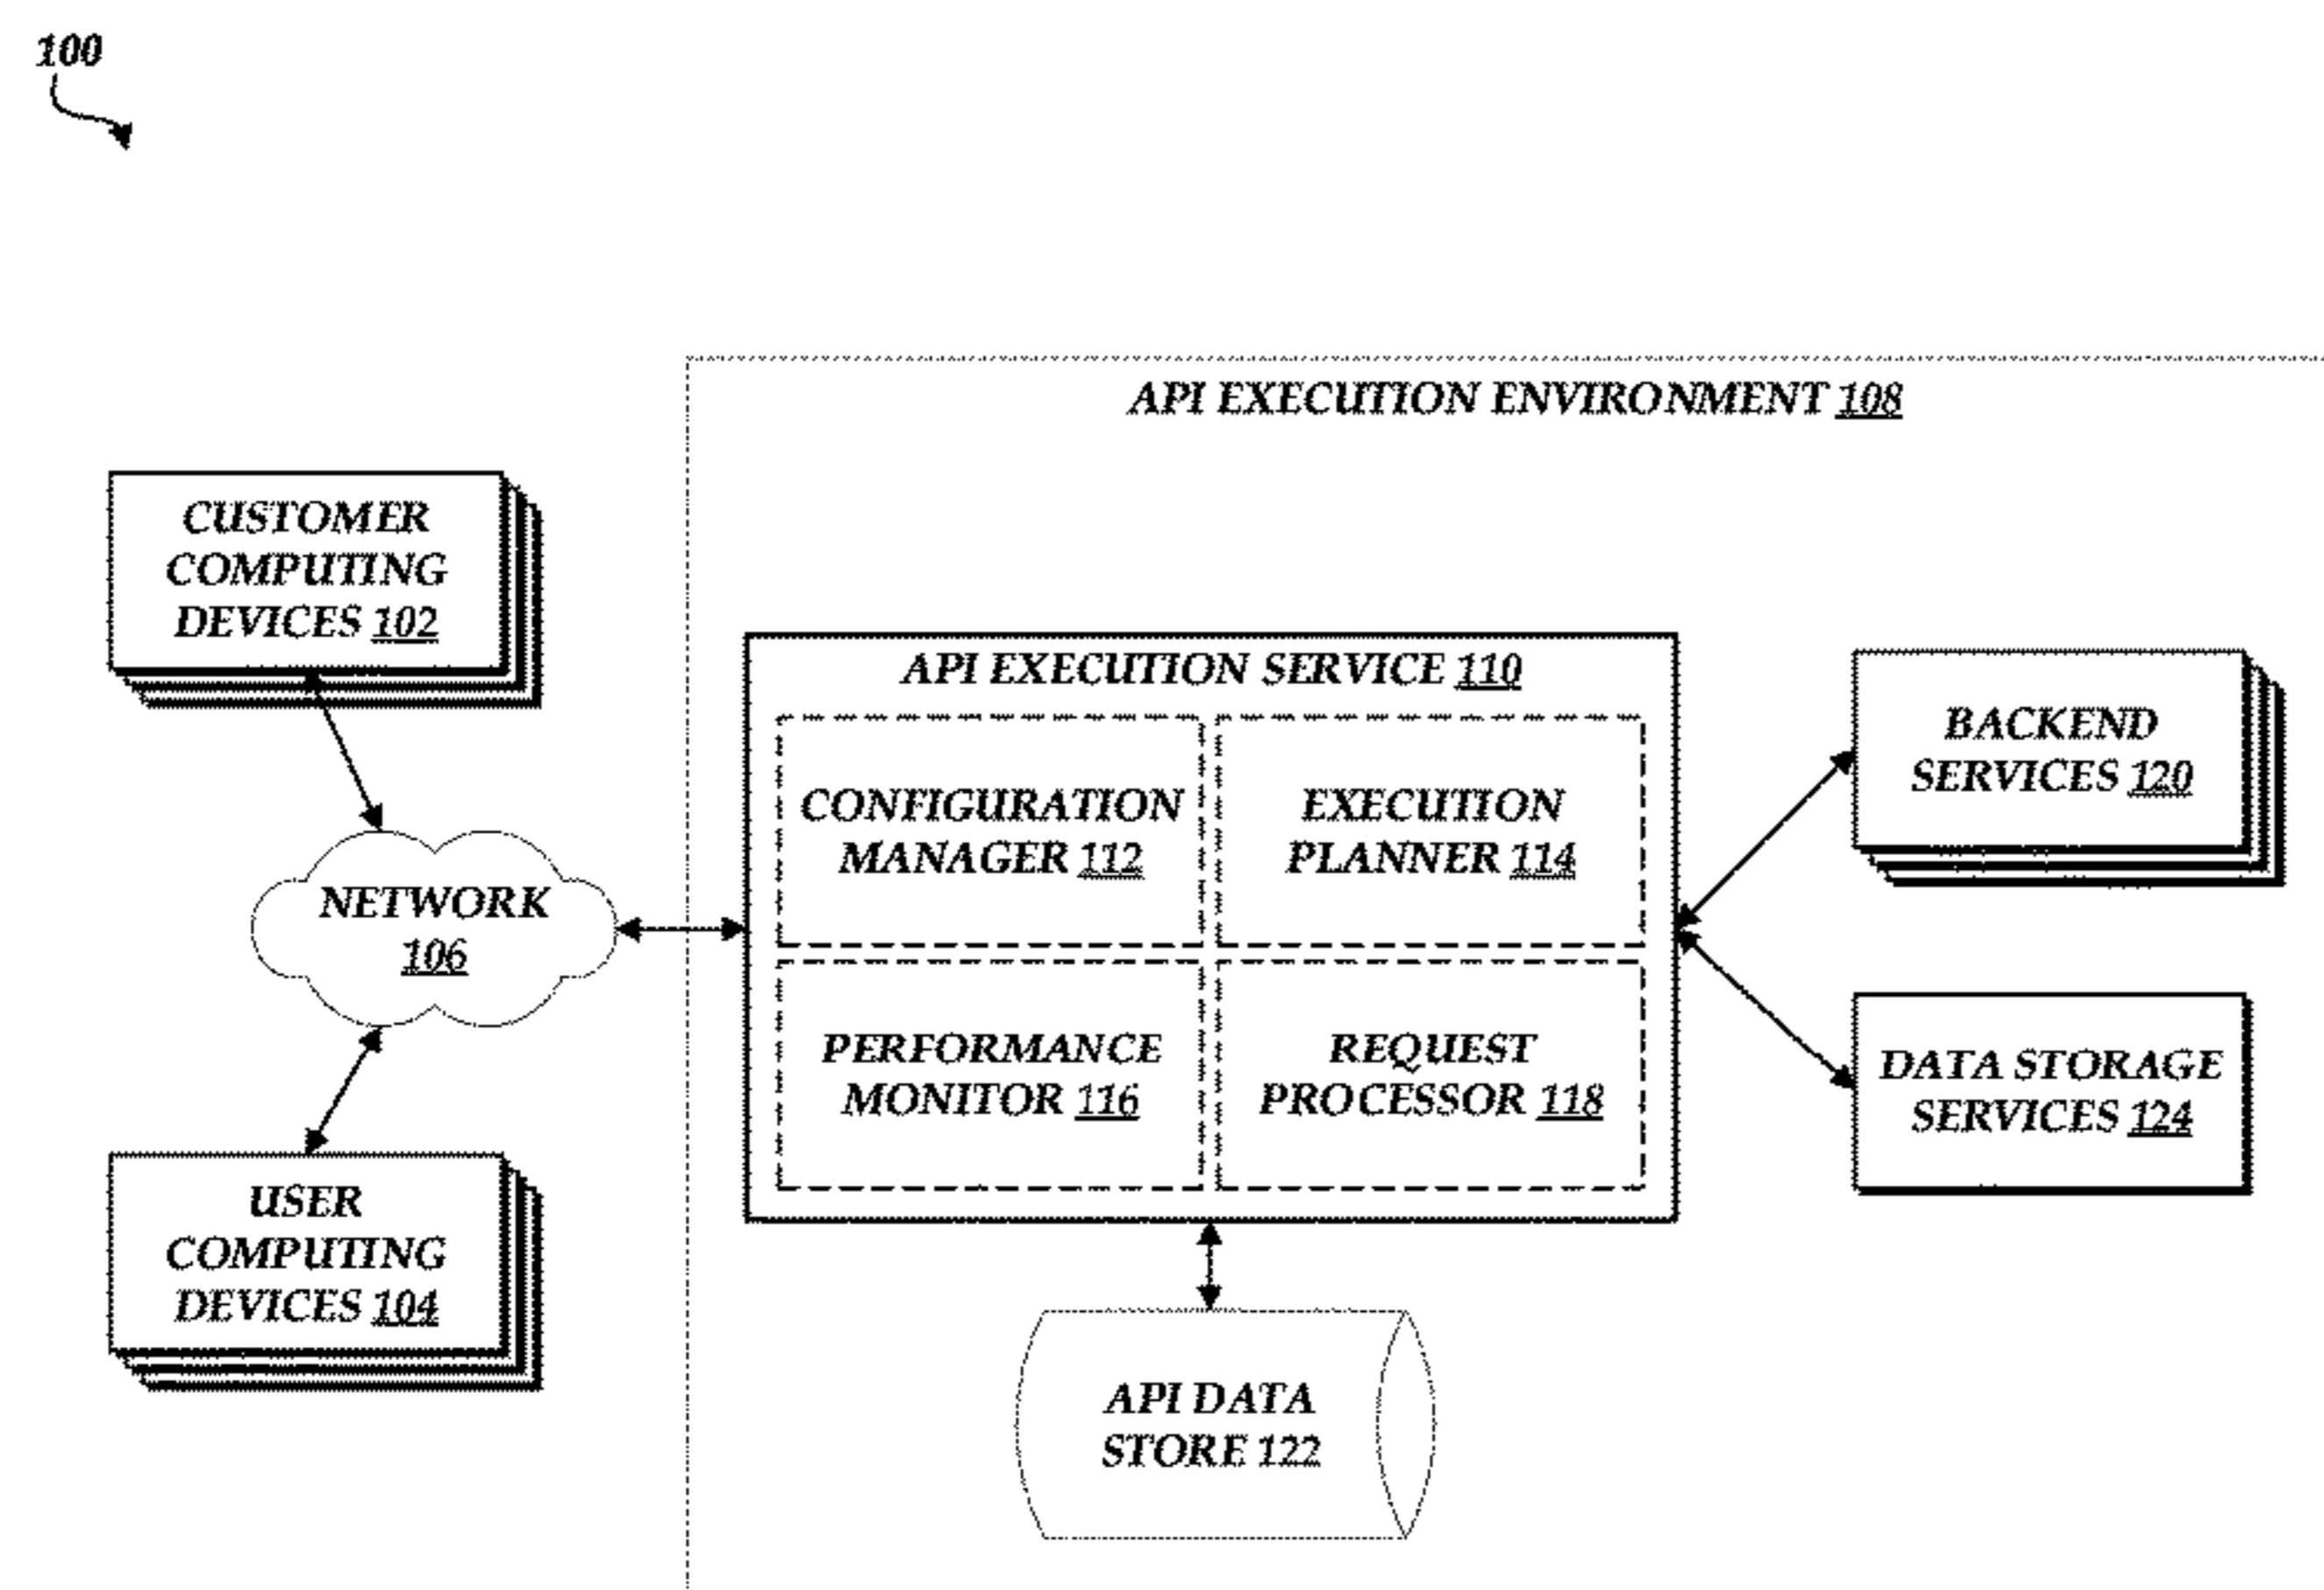 100
API EXECUTION ENVIRONMENT 108
CUSTOMER
COMPUTING
DEVICES 102
NETWORK
106
USER
COMPUTING
DEVICES 104
API EXECUTION SERVICE 110
CONFIGURATION
MANAGER 112
EXECUTION
PLANNER 114
PERFORMANCE
MONITOR 116
REQUEST
PROCESSOR 118
BACKEND
SERVICES 120
DATA STORAGE
SERVICES 124
API DATA
STORE 122